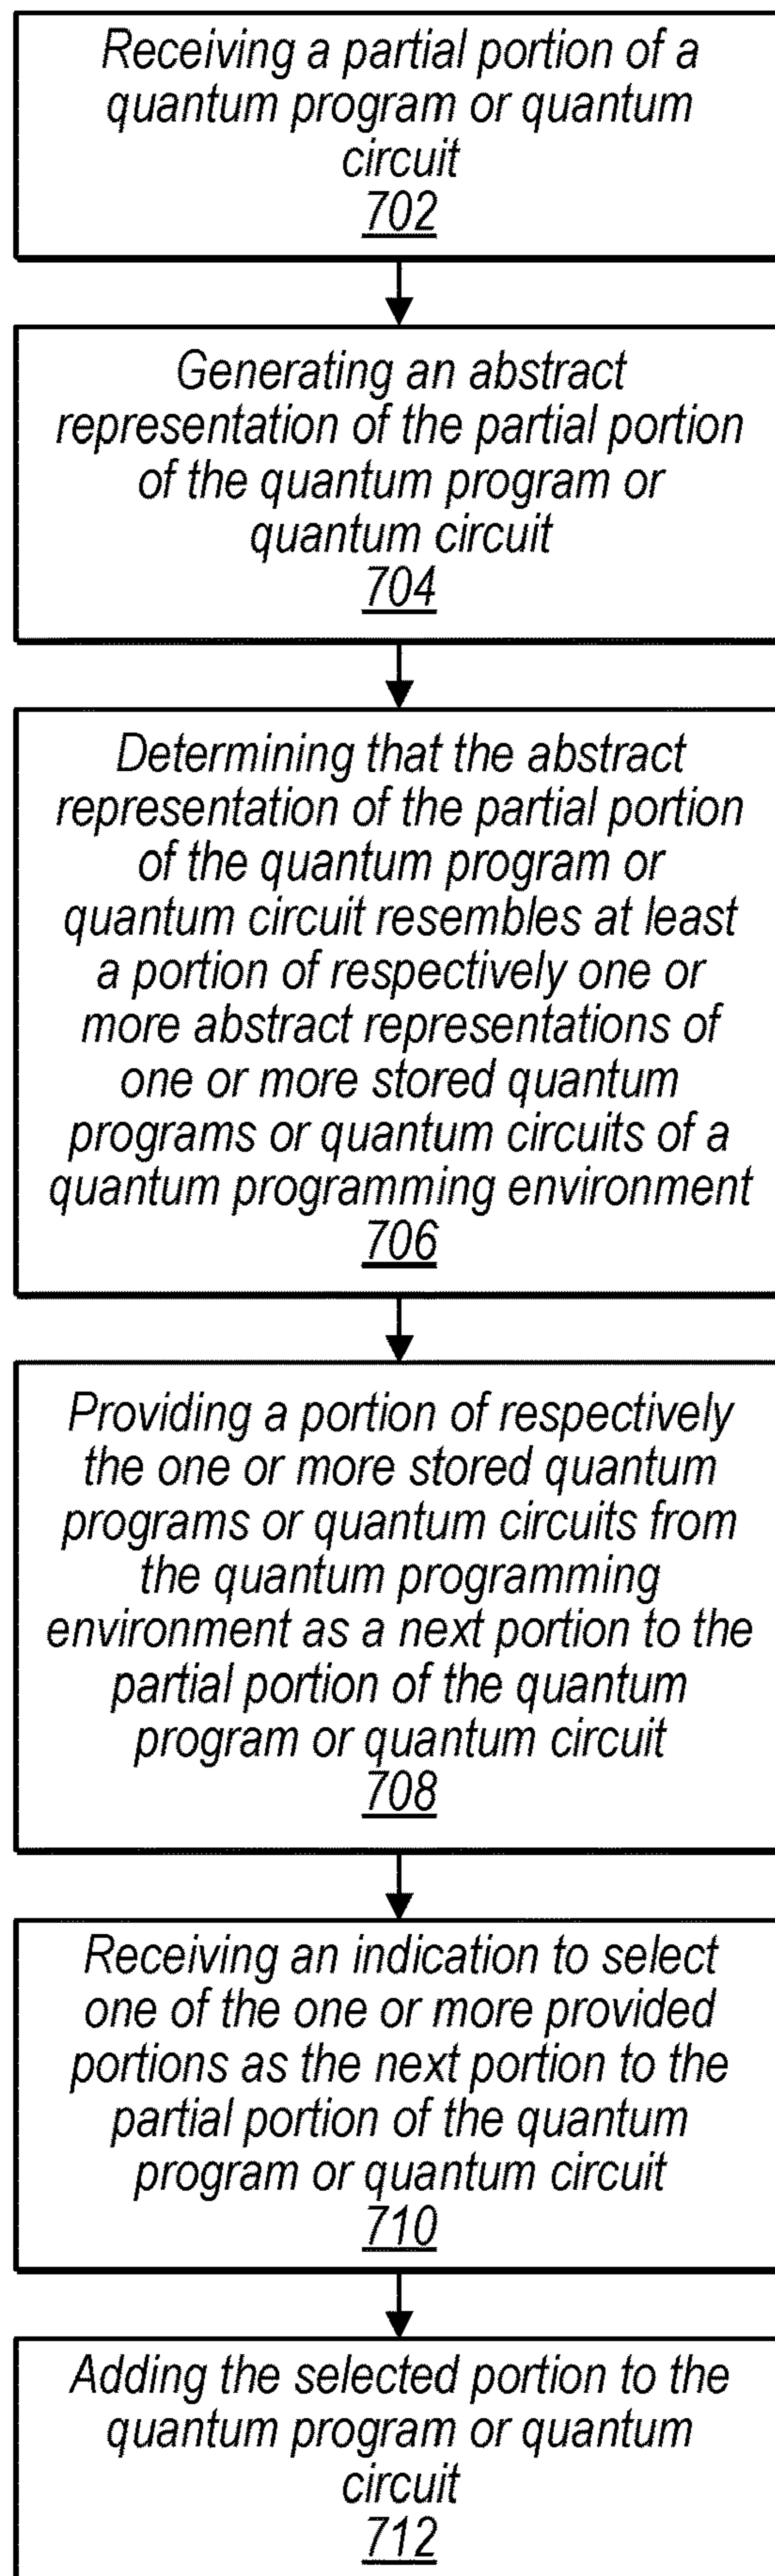 Receiving a partial portion of a
quantum program or quantum
circuit
702
Generating an abstract
representation of the partial portion
of the quantum program or
quantum circuit
704
Determining that the abstract
representation of the partial portion
of the quantum program or
quantum circuit resembles at least
a portion of respectively one or
more abstract representations of
one or more stored quantum
programs or quantum circuits of a
quantum programming environment
706
Providing a portion of respectively
the one or more stored quantum
programs or quantum circuits from
the quantum programming
environment as a next portion to the
partial portion of the quantum
program or quantum circuit
708
Receiving an indication to select
one of the one or more provided
portions as the next portion to the
partial portion of the quantum
program or quantum circuit
710
Adding the selected portion to the
quantum program or quantum
circuit
712